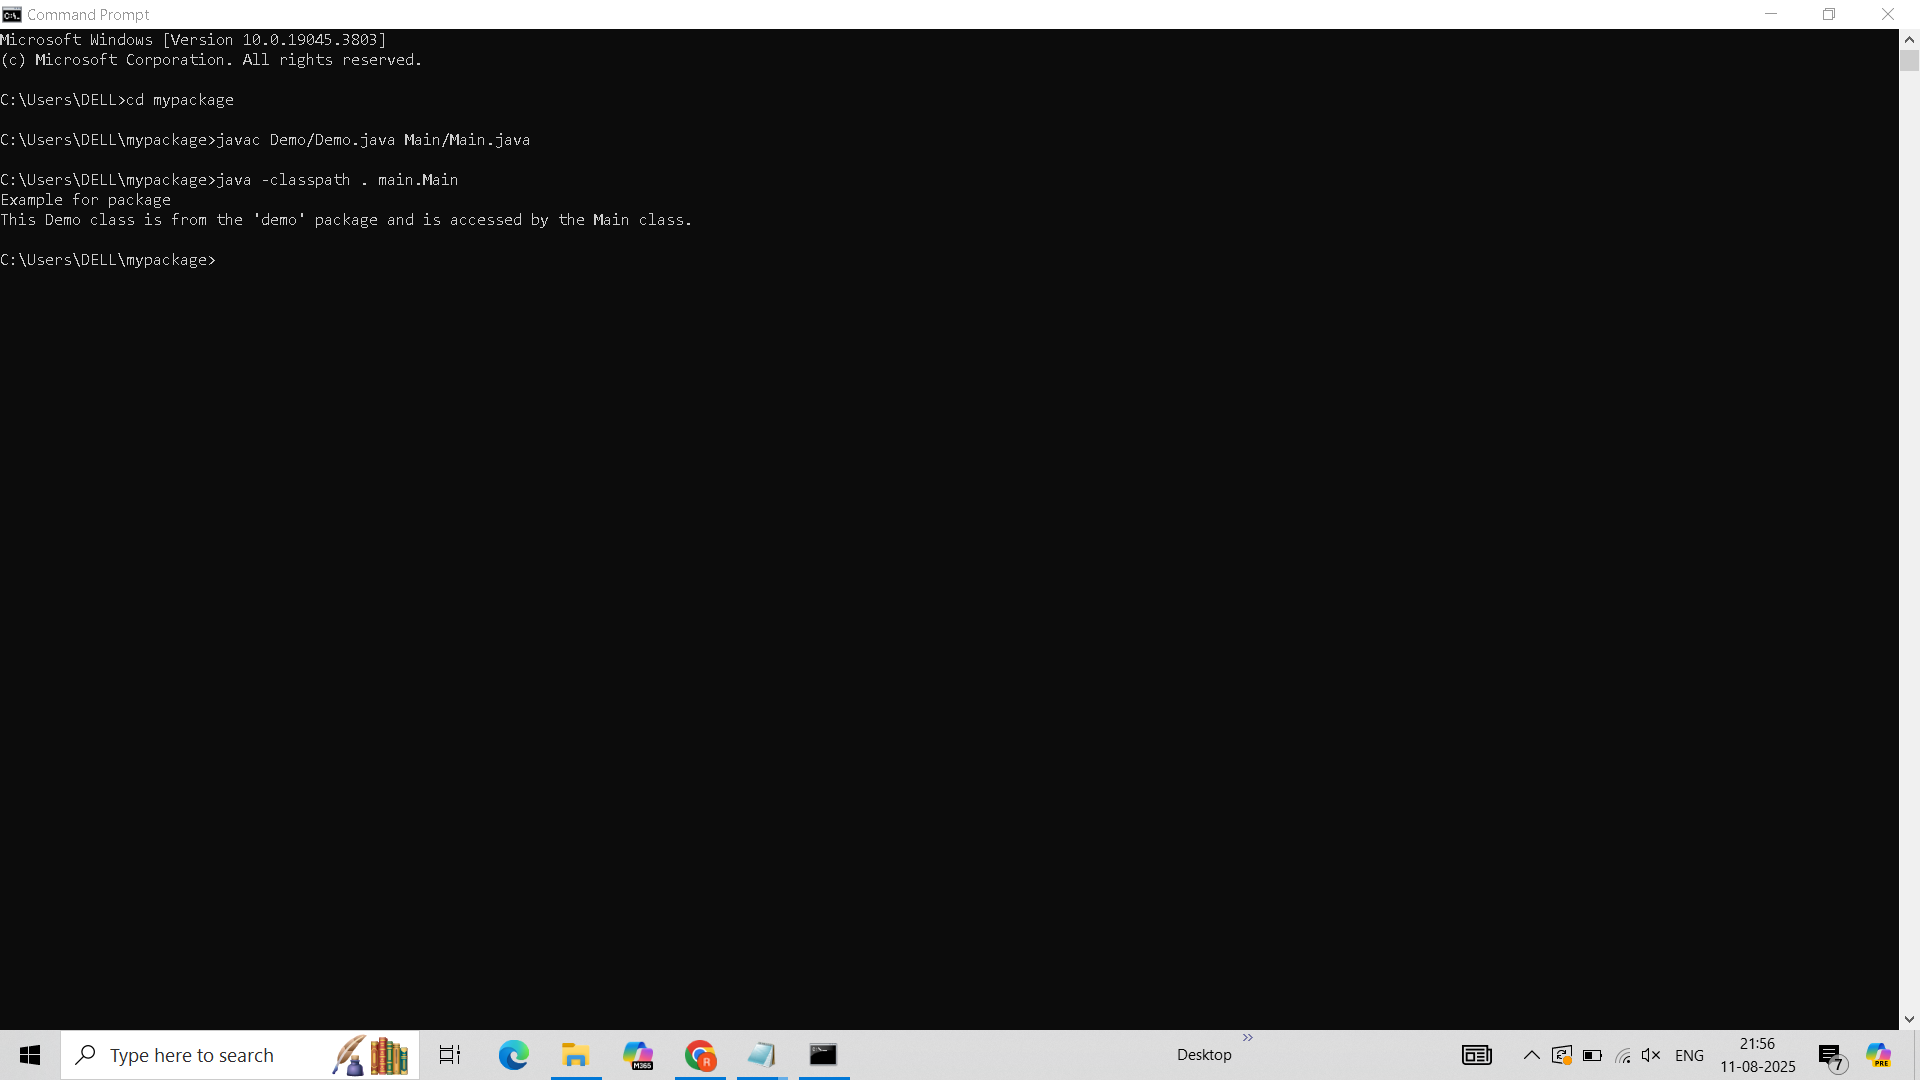 Command Prompt
Microsoft Windows [Version 10.0.19045.3803]
(c) Microsoft Corporation. All rights reserved.
C:\Users\DELL>cd mypackage
C:\Users\DELL\mypackage>javac Demo/Demo.java Main/Main.java
C:\Users\DELL\mypackage>java -classpath . main.Main
Example for package
This Demo class is from the 'demo' package and is accessed by the Main class.
C:\Users\DELL\mypackage>
Type here to search
M365
R
Desktop
ENG
21:56
11-08-2025
7
PRE